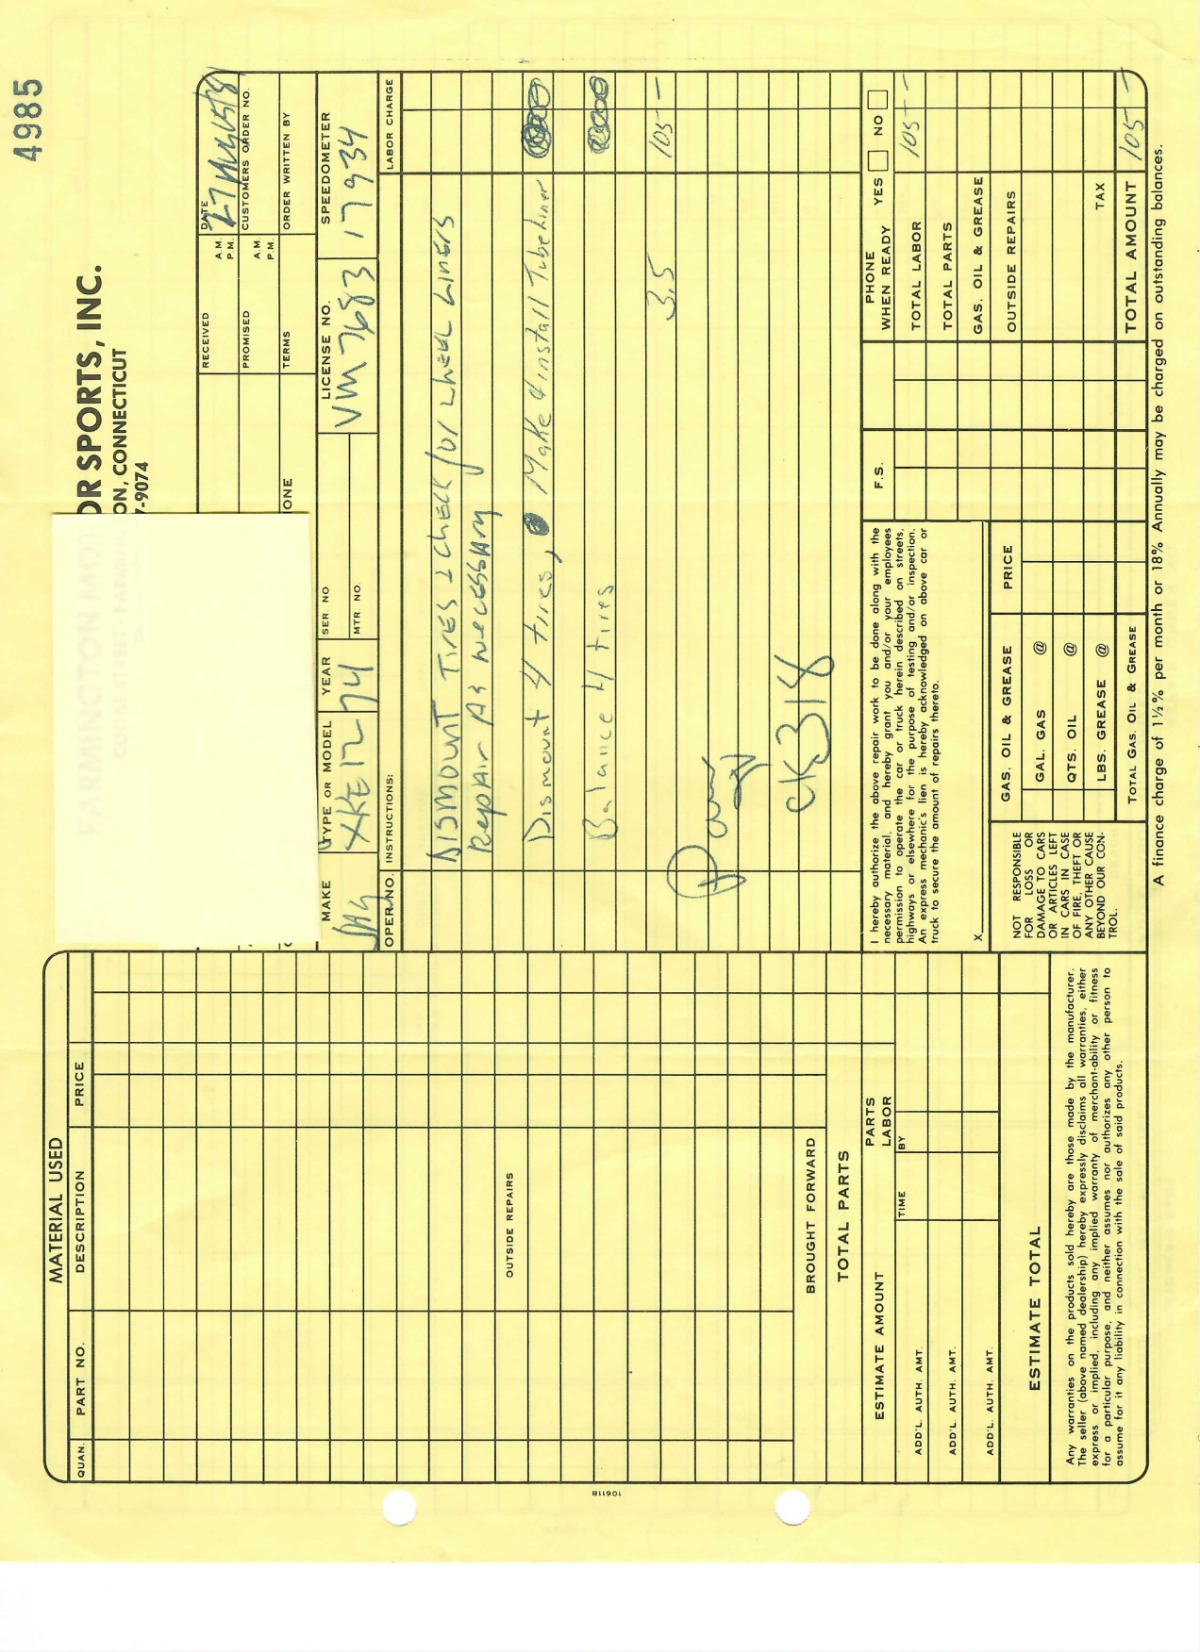 4985
OR SPORTS, INC.
ON, CONNECTICUT
7-9074
MATERIAL USED
QUAN. PART NO. DESCRIPTION PRICE
OUTSIDE REPAIRS
BROUGHT FORWARD
TOTAL PARTS
ESTIMATE AMOUNT PARTS LABOR
TIME BY
ADD'L. AUTH. AMT.
ADD'L. AUTH. AMT.
ADD'L. AUTH. AMT.
ESTIMATE TOTAL
Any warranties on the products sold hereby are those made by the manufacturer.
The seller (above named dealership) hereby expressly disclaims all warranties, either
express or implied, including any implied warranty of merchant-ability or fitness
for a particular purpose, and neither assumes nor authorizes any other person to
assume for it any liability in connection with the sale of said products.
10611B
ONE
RECEIVED A.M. P.M. DATE 27
PROMISED A.M. P.M. CUSTOMERS ORDER NO.
TERMS ORDER WRITTEN BY
MAKE TYPE OR MODEL YEAR SER. NO LICENSE NO. SPEEDOMETER
MTR. NO.
JAG XKE12 74 VM7683 17934
OPER. NO. INSTRUCTIONS: LABOR CHARGE
DISMOUNT TIRES & CHECK for WHEEL LINERS
Repair As Necessary
Dismount 4 tires, Make & install Tube liner
Balance 4 tires
3.5 105 -
CK318
I hereby authorize the above repair work to be done along with the
necessary material, and hereby grant you and/or your employees
permission to operate the car or truck herein described on streets,
highways or elsewhere for the purpose of testing and/or inspection.
An express mechanic's lien is hereby acknowledged on above car or
truck to secure the amount of repairs thereto.
X
NOT RESPONSIBLE
FOR LOSS OR
DAMAGE TO CARS
OR ARTICLES LEFT
IN CARS IN CASE
OF FIRE, THEFT OR
ANY OTHER CAUSE
BEYOND OUR CON-
TROL.
GAS. OIL & GREASE PRICE
GAL. GAS @
QTS. OIL @
LBS. GREASE @
TOTAL GAS. OIL & GREASE
F.S.
PHONE WHEN READY YES NO
TOTAL LABOR 105 -
TOTAL PARTS
GAS. OIL & GREASE
OUTSIDE REPAIRS
TAX
TOTAL AMOUNT 105 -
A finance charge of 1½% per month or 18% Annually may be charged on outstanding balances.